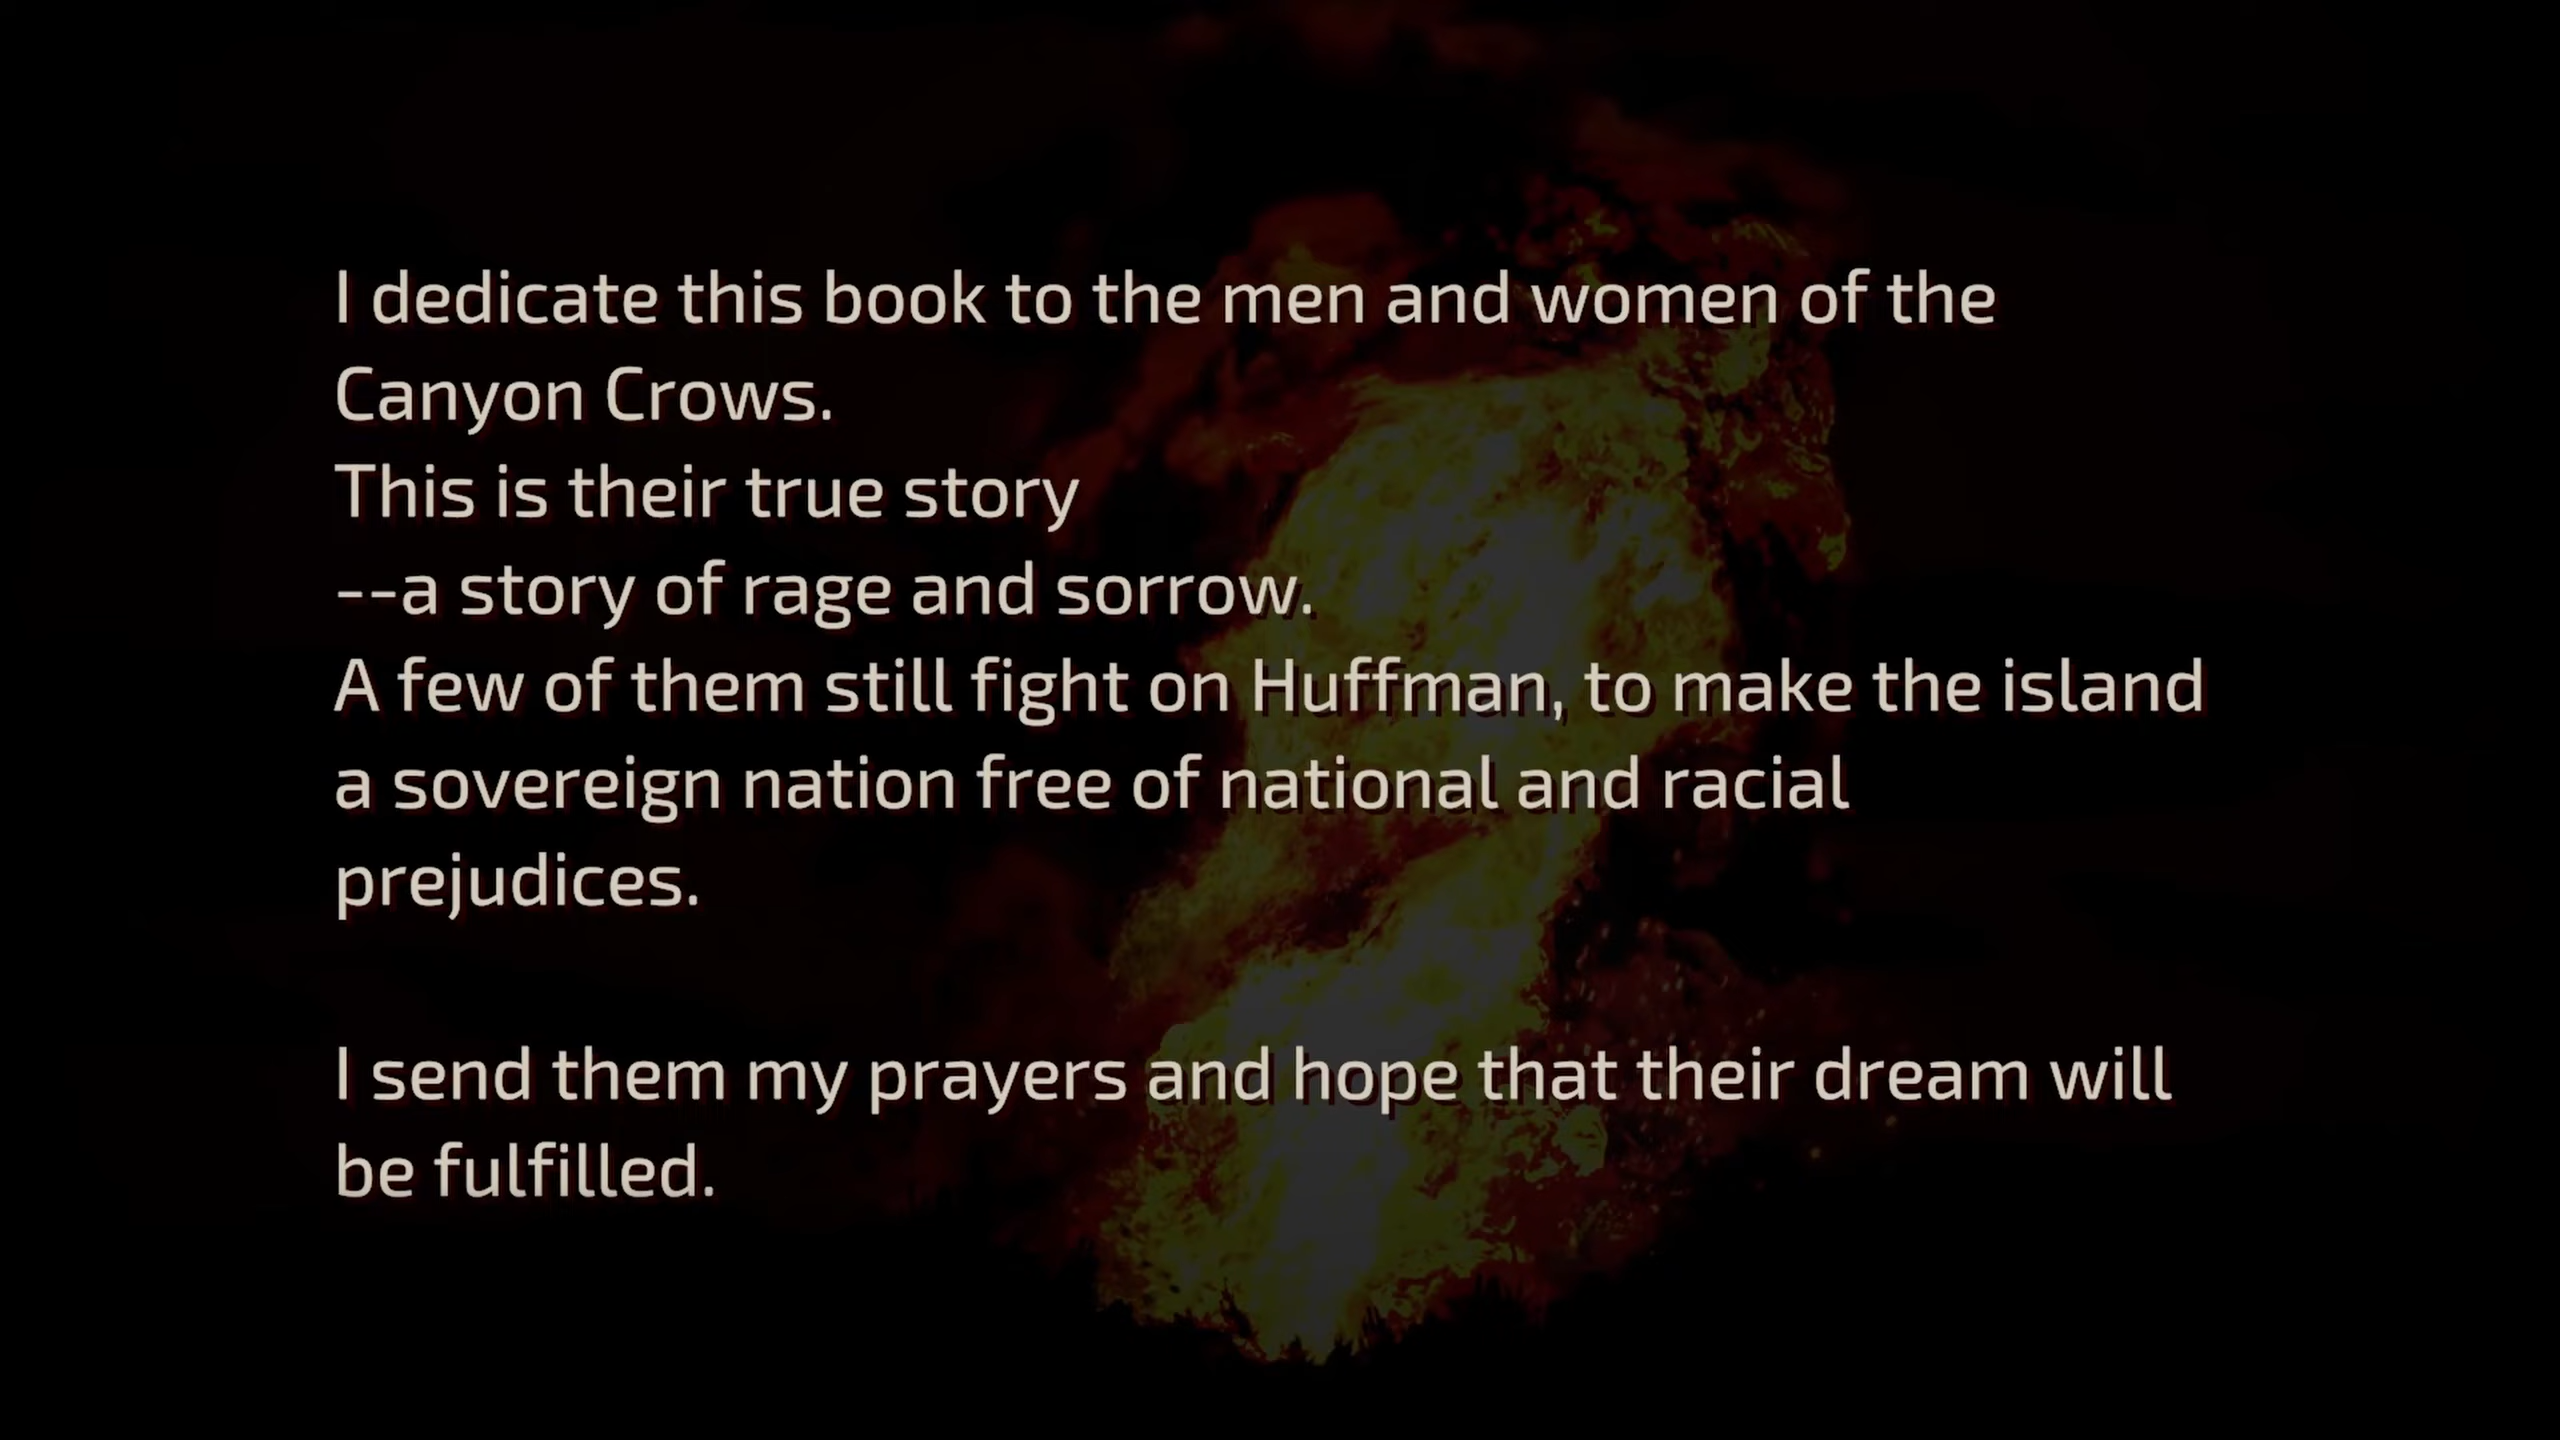 I dedicate this book to the men and women of the
Canyon Crows.
This is their true story
--a story of rage and sorrow.
A few of them still fight on Huffman, to make the island
a sovereign nation free of national and racial
prejudices.
I send them my prayers and hope that their dream will
be fulfilled.